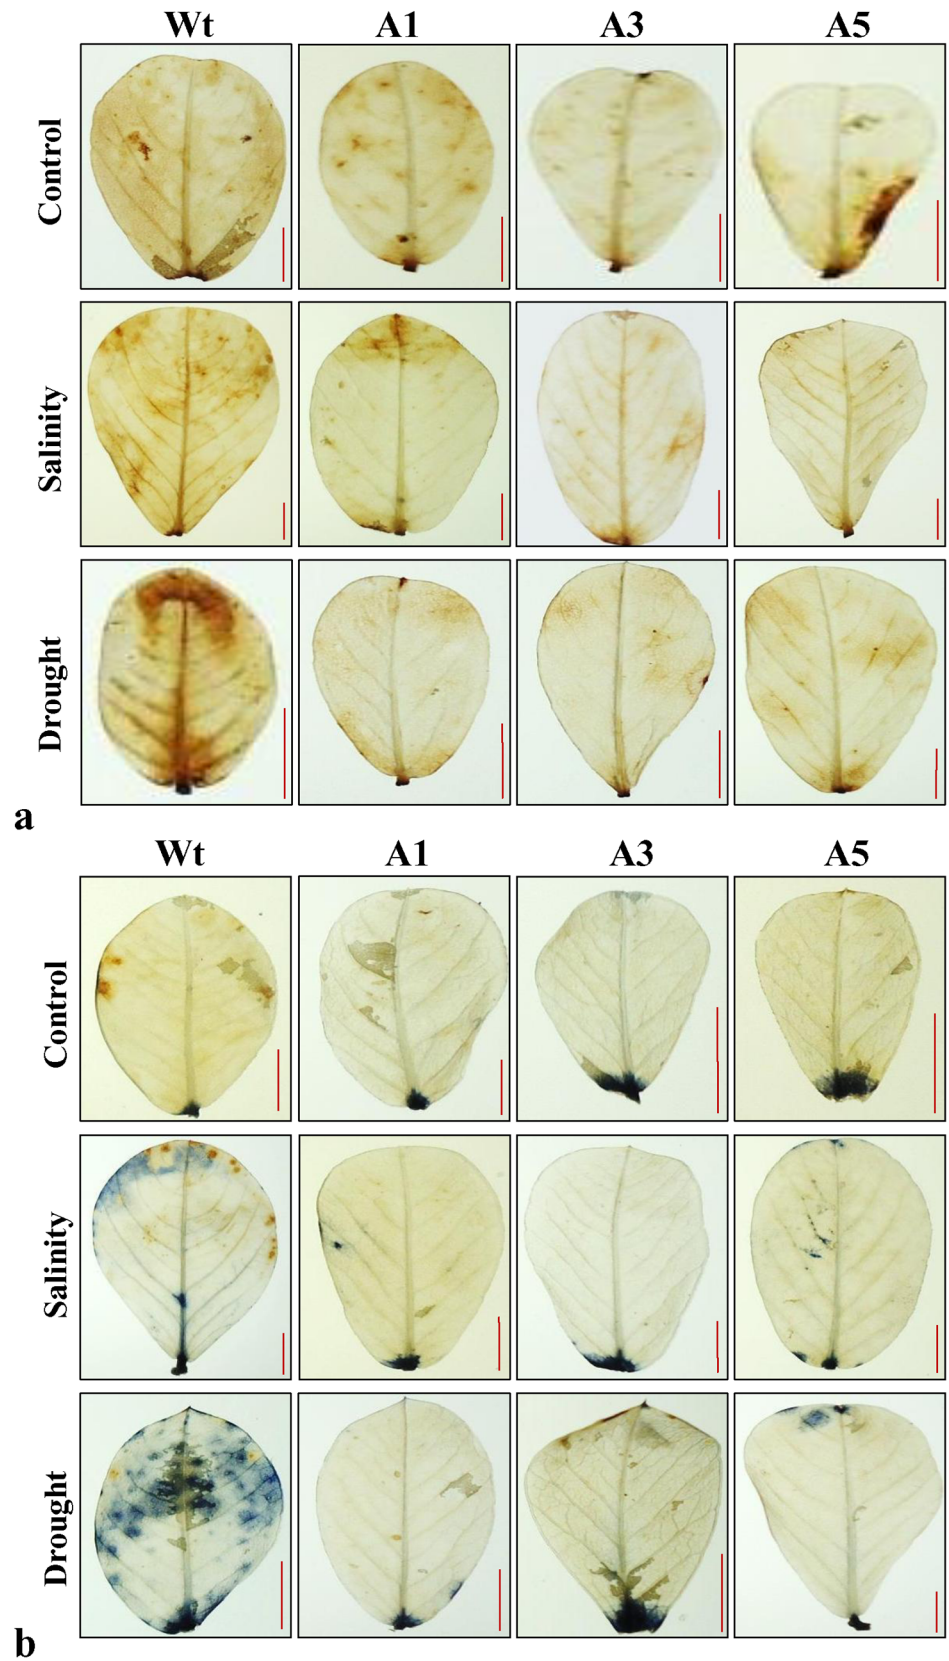 Wt A1 A3 A5
Control
Salinity
Drought
a
Wt A1 A3 A5
Control
Salinity
Drought
b